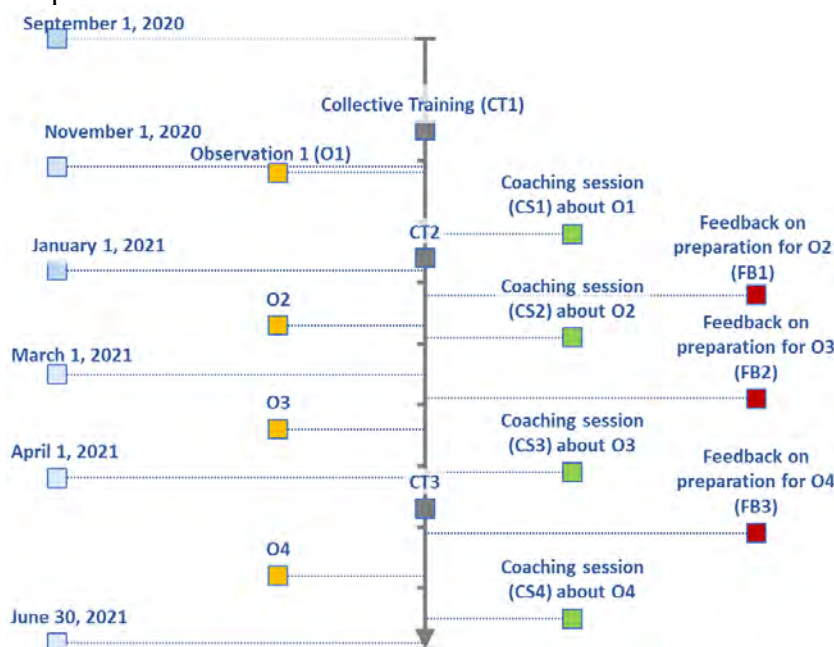 September 1, 2020
Collective Training (CT1)
November 1, 2020
Observation 1 (O1)
Coaching session
(CS1) about O1
Feedback on
preparation for O2
(FB1)
CT2
January 1, 2021
Coaching session
(CS2) about O2
O2
Feedback on
preparation for O3
(FB2)
March 1, 2021
O3
Coaching session
(CS3) about O3
April 1, 2021
Feedback on
preparation for O4
(FB3)
CT3
O4
Coaching session
(CS4) about O4
June 30, 2021